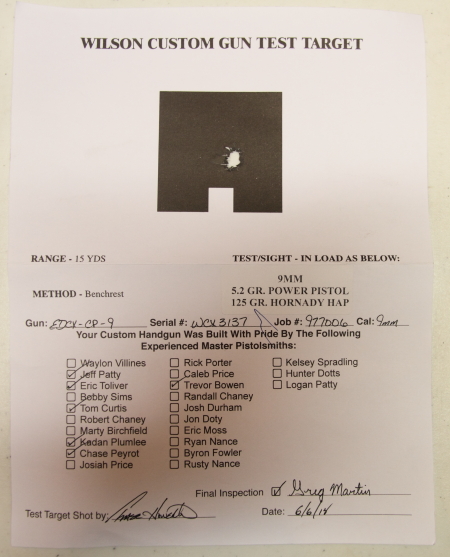 WILSON CUSTOM GUN TEST TARGET
RANGE - 15 YDS
TEST/SIGHT - IN LOAD AS BELOW:
METHOD - Benchrest
9MM
5.2 GR. POWER PISTOL
125 GR. HORNADY HAP
Gun: EDCX-CP-9 Serial #: WCX3137 Job #: 977006 Cal: 9mm
Your Custom Handgun Was Built With Pride By The Following
Experienced Master Pistolsmiths:
Waylon Villines
Jeff Patty
Eric Toliver
Bobby Sims
Tom Curtis
Robert Chaney
Marty Birchfield
Kadan Plumlee
Chase Peyrot
Josiah Price
Rick Porter
Caleb Price
Trevor Bowen
Randall Chaney
Josh Durham
Jon Doty
Eric Moss
Ryan Nance
Byron Fowler
Rusty Nance
Kelsey Spradling
Hunter Dotts
Logan Patty
Final Inspection Greg Martin
Test Target Shot by:
Date: 6/6/18